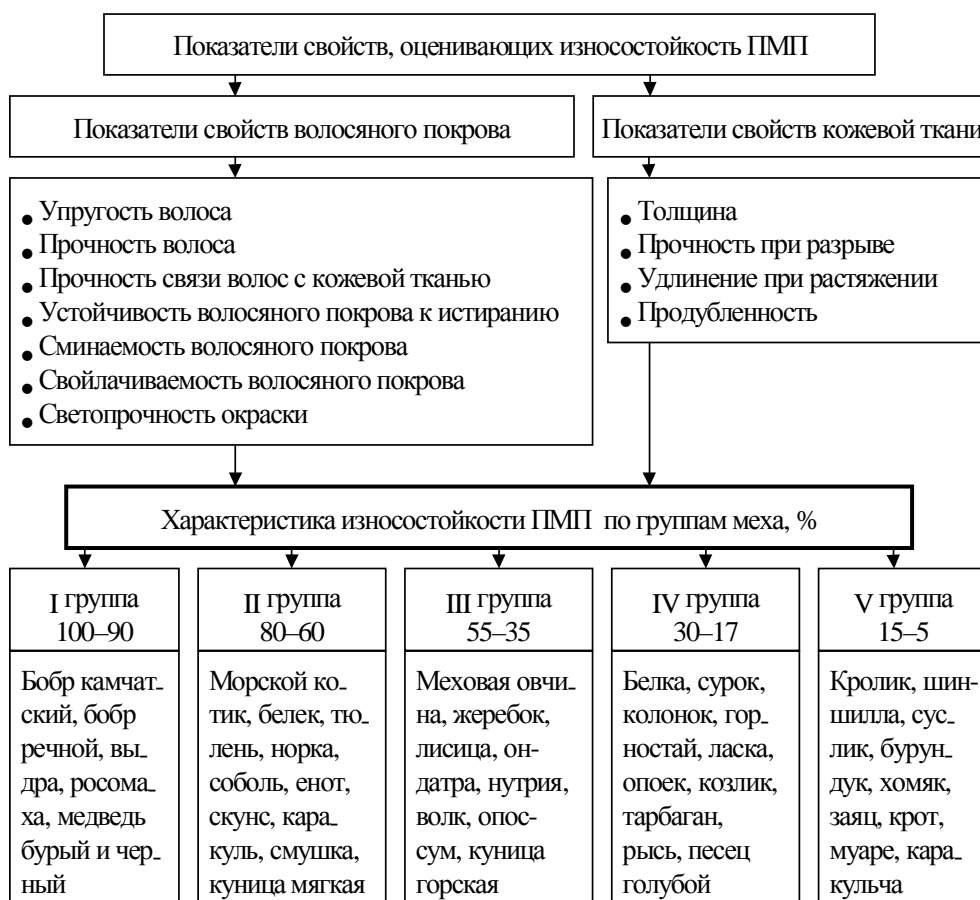 Показатели свойств, оценивающих износостойкость ПМП
Показатели свойств волосяного покрова
Показатели свойств кожевой ткани
• Упругость волоса
• Прочность волоса
• Прочность связи волос с кожевой тканью
• Устойчивость волосяного покрова к истиранию
• Сминаемость волосяного покрова
• Свойлачиваемость волосяного покрова
• Светопрочность окраски
• Толщина
• Прочность при разрыве
• Удлинение при растяжении
• Продубленность
Характеристика износостойкости ПМП по группам меха, %
I группа
100–90
Бобр камчат-
ский, бобр
речной, вы-
дра, росома-
ха, медведь
бурый и чер-
ный
II группа
80–60
Морской ко-
тик, белек, тю-
лень, норка,
соболь, енот,
скунс, кара-
куль, смушка,
куница мягкая
III группа
55–35
Меховая овчи-
на, жеребок,
лисица, он-
датра, нутрия,
волк, опос-
сум, куница
горская
IV группа
30–17
Белка, сурок,
колонок, гор-
ностай, ласка,
опоек, козлик,
тарбаган,
рысь, песец
голубой
V группа
15–5
Кролик, шин-
шилла, сус-
лик, бурун-
дук, хомяк,
заяц, крот,
муаре, кара-
кульча